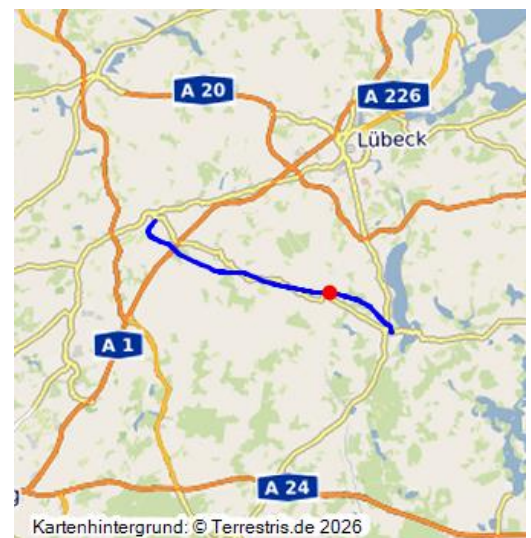 A 20
A 226
Lübeck
A 1
A 24
g
Kartenhintergrund: © Terrestris.de 2026